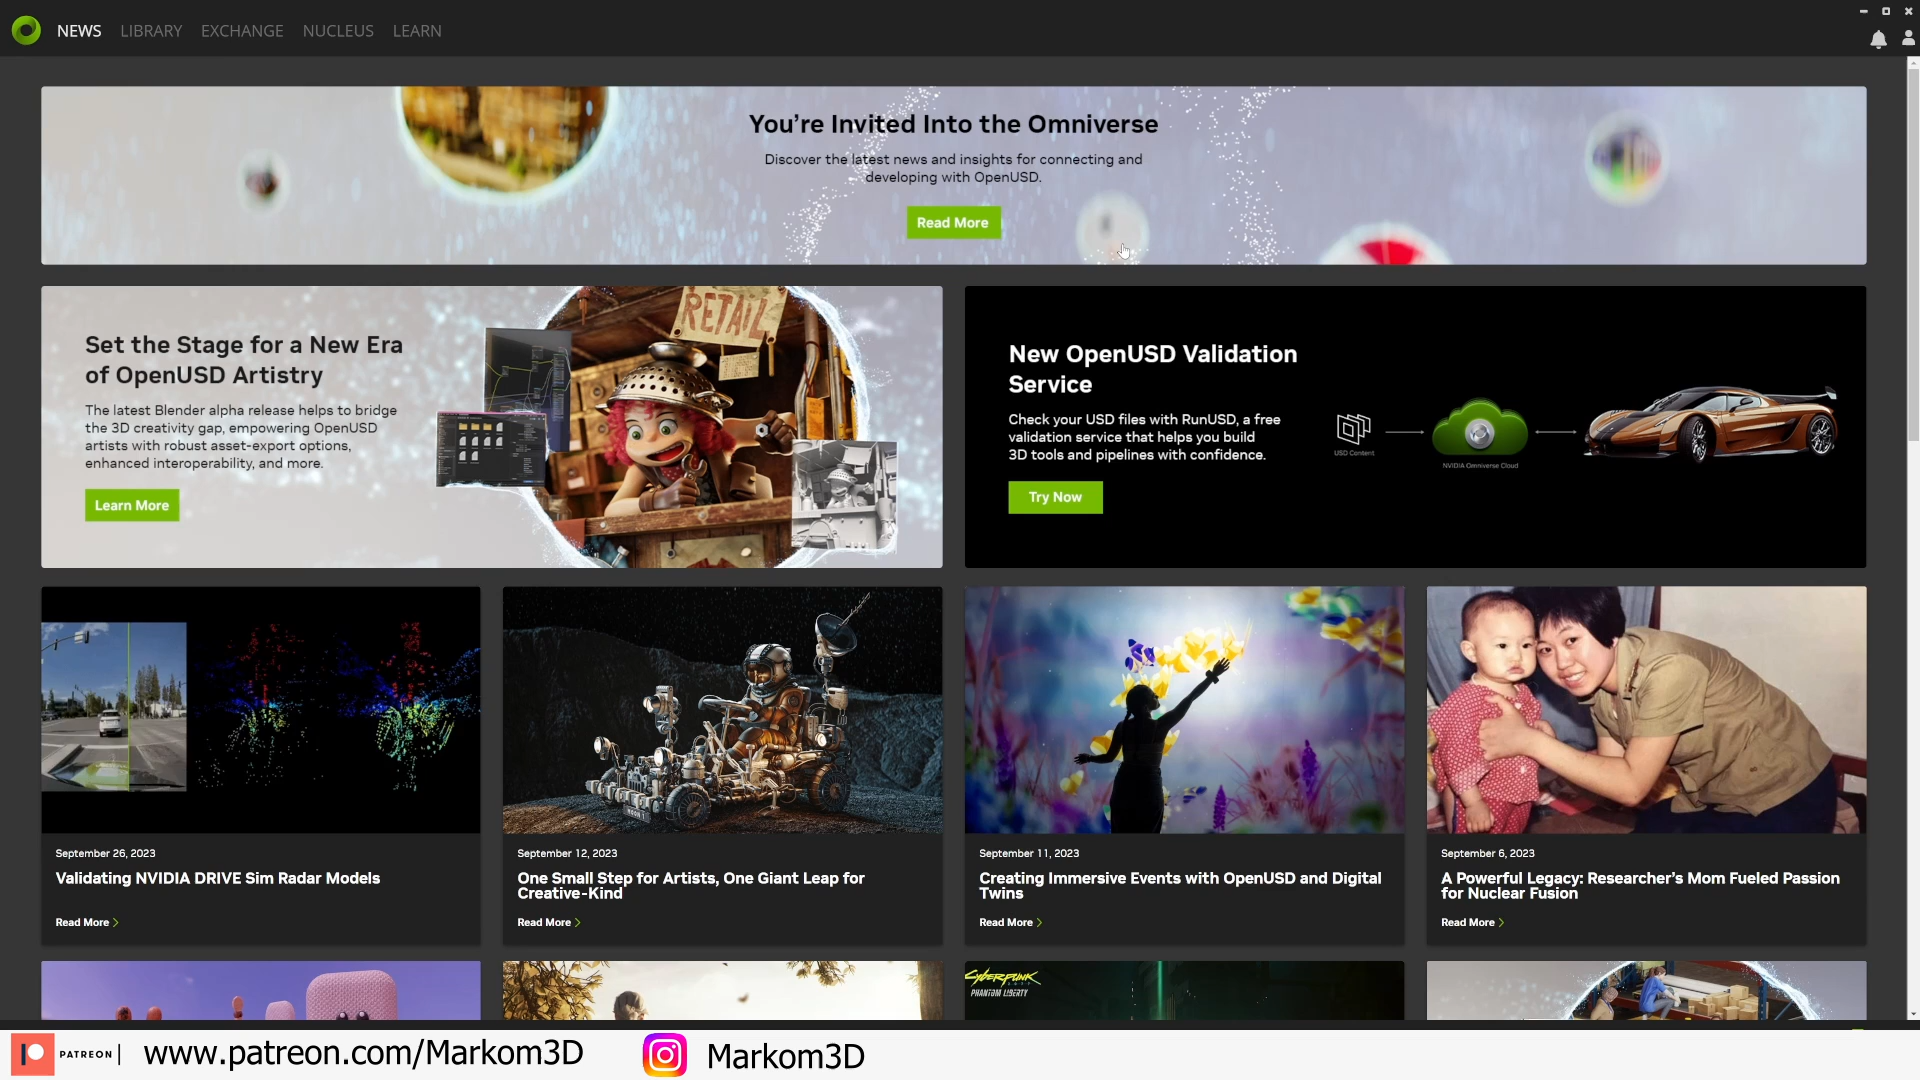 NEWS LIBRARY EXCHANGE NUCLEUS LEARN
You're Invited Into the Omniverse
Discover the latest news and insights for connecting and
developing with OpenUSD.
Read More
Set the Stage for a New Era
of OpenUSD Artistry
The latest Blender alpha release helps to bridge
the 3D creativity gap, empowering OpenUSD
artists with robust asset-export options,
enhanced interoperability, and more.
Learn More
RETAIL
New OpenUSD Validation
Service
Check your USD files with RunUSD, a free
validation service that helps you build
3D tools and pipelines with confidence.
Try Now
USD Content
NVIDIA Omniverse Cloud
September 26, 2023
Validating NVIDIA DRIVE Sim Radar Models
Read More
September 12, 2023
One Small Step for Artists, One Giant Leap for
Creative-Kind
Read More
September 11, 2023
Creating Immersive Events with OpenUSD and Digital
Twins
Read More
September 6, 2023
A Powerful Legacy: Researcher's Mom Fueled Passion
for Nuclear Fusion
Read More
Cyberpunk
PHANTOM LIBERTY
PATREON | www.patreon.com/Markom3D Markom3D